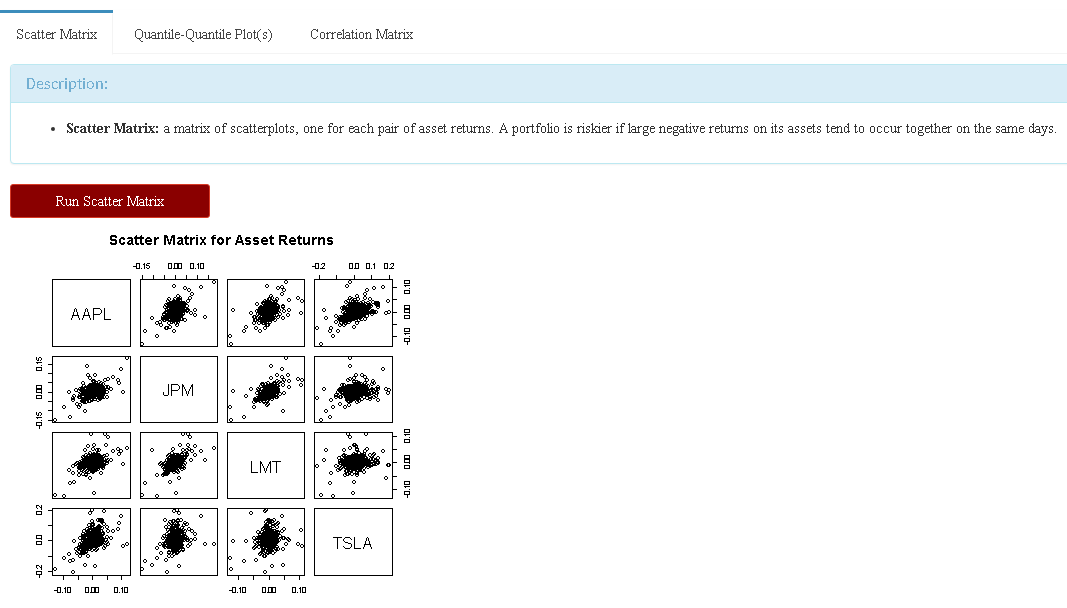 Scatter Matrix Quantile-Quantile Plot(s) Correlation Matrix
Description:
• Scatter Matrix: a matrix of scatterplots, one for each pair of asset returns. A portfolio is riskier if large negative returns on its assets tend to occur together on the same days.
Run Scatter Matrix
Scatter Matrix for Asset Returns
-0.15 0.00 0.10 -0.2 0.0 0.1 0.2
AAPL
-0.10 0.00 0.10
-0.15 0.00 0.15
JPM
LMT
-0.10 0.00 0.10
-0.2 0.0 0.2
TSLA
-0.10 0.00 0.10 -0.10 0.00 0.10